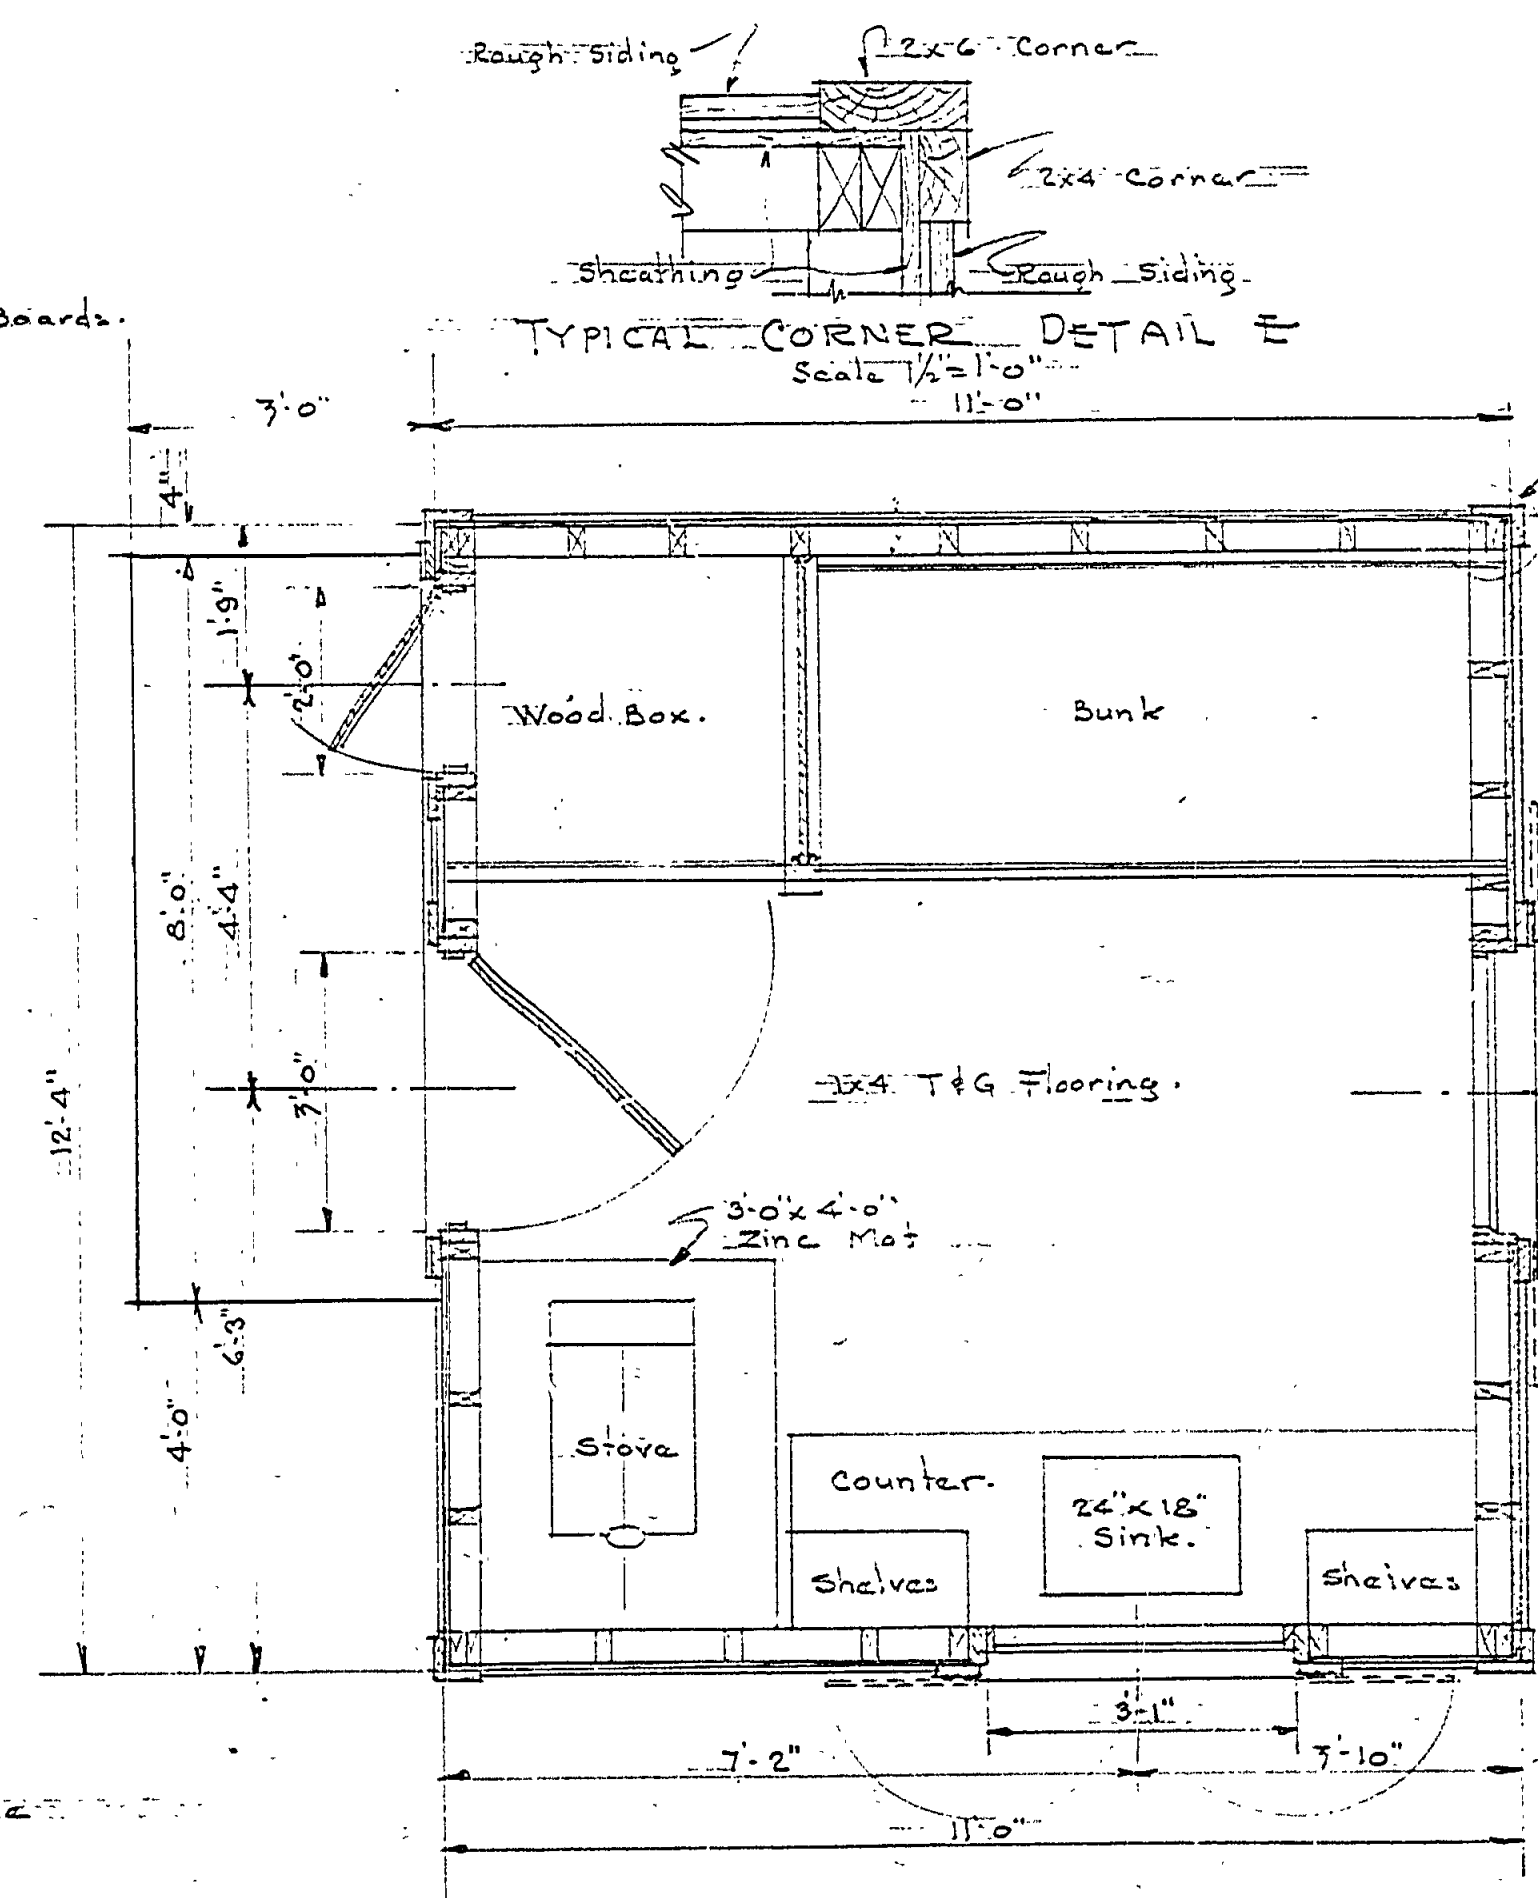 Rough Siding
2x6 Corner
2x4 Corner
Sheathing
Rough Siding
Boards.
TYPICAL CORNER DETAIL E
Scale 1½"=1'-0"
3'-0"
11'-0"
4"
1'-9"
2'-0"
Wood Box.
Bunk
8'-0"
4'-4"
12'-4"
3'-0"
1x4 T&G Flooring.
3'-0"x4'-0"
Zinc Mat
6'-3"
4'-0"
Stove
Counter.
24"x18"
Sink.
Shelves
Shelves
3'-1"
7'-2"
3'-10"
11'-0"